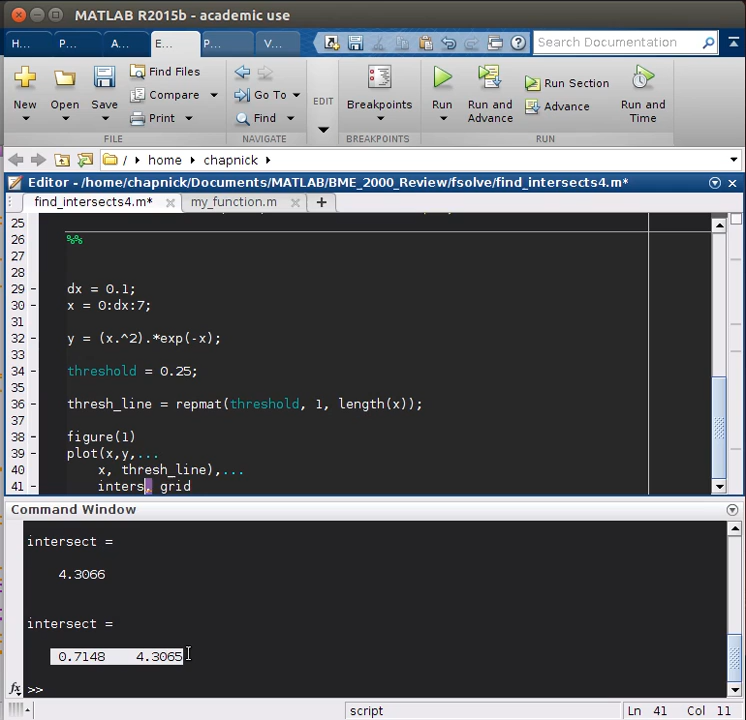 MATLAB R2015b - academic use
H... P... A... E... P... V... Search Documentation
New Open Save Find Files Compare Print Go To Find EDIT Breakpoints Run Run and Advance Run Section Advance Run and Time
FILE NAVIGATE BREAKPOINTS RUN
/ home chapnick
Editor - /home/chapnick/Documents/MATLAB/BME_2000_Review/fsolve/find_intersects4.m*
find_intersects4.m* my_function.m
25
26 %%
27
28
29 dx = 0.1;
30 x = 0:dx:7;
31
32 y = (x.^2).*exp(-x);
33
34 threshold = 0.25;
35
36 thresh_line = repmat(threshold, 1, length(x));
37
38 figure(1)
39 plot(x,y,...
40 x, thresh_line),...
41 inters, grid
Command Window
intersect =
4.3066
intersect =
0.7148 4.3065
fx >>
script Ln 41 Col 11